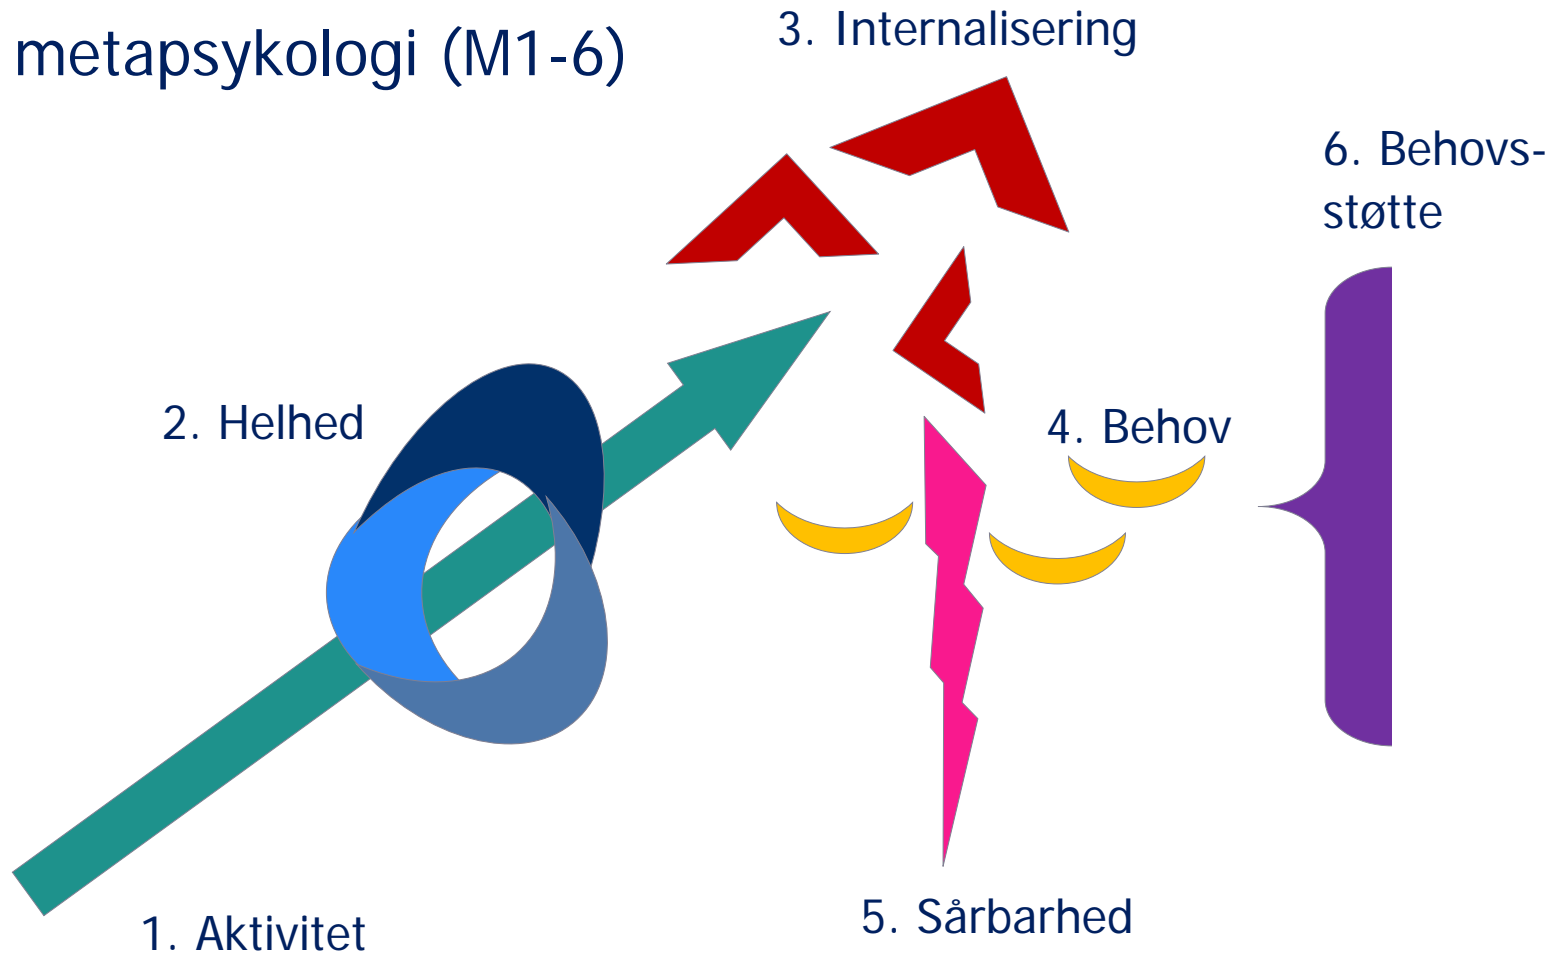 metapsykologi (M1-6)
3. Internalisering
6. Behovs-
støtte
2. Helhed
4. Behov
5. Sårbarhed
1. Aktivitet